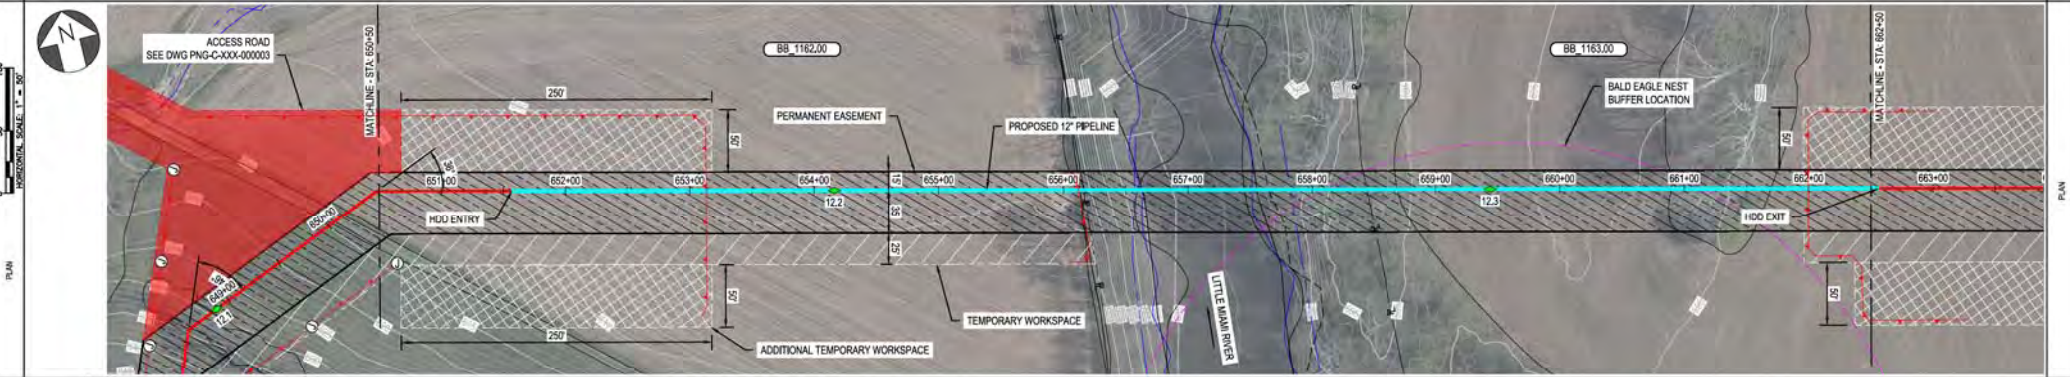 N
HORIZONTAL SCALE: 1" = 50'
PLAN
ACCESS ROAD
SEE DWG PNG-C-XXX-000003
MATCHLINE - STA: 650+50
BB_1162.00
BB_1163.00
MATCHLINE - STA: 662+50
250'
50'
PERMANENT EASEMENT
PROPOSED 12" PIPELINE
BALD EAGLE NEST
BUFFER LOCATION
50'
649+00
650+00
651+00
652+00
653+00
654+00
655+00
656+00
657+00
658+00
659+00
660+00
661+00
662+00
663+00
12.1
12.2
12.3
HDD ENTRY
HDD EXIT
15'
35'
25'
50'
250'
TEMPORARY WORKSPACE
ADDITIONAL TEMPORARY WORKSPACE
LITTLE MIAMI RIVER
50'
PLAN